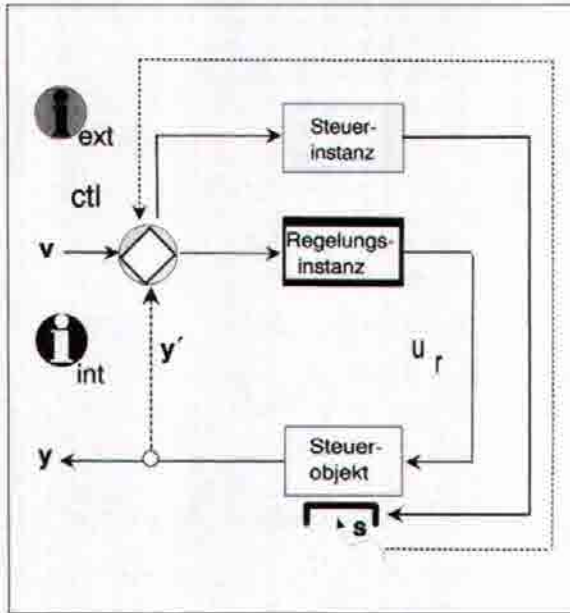 i ext
Steuer-
instanz
ctl
v
Regelungs-
instanz
i int
y´
u r
y
Steuer-
objekt
s